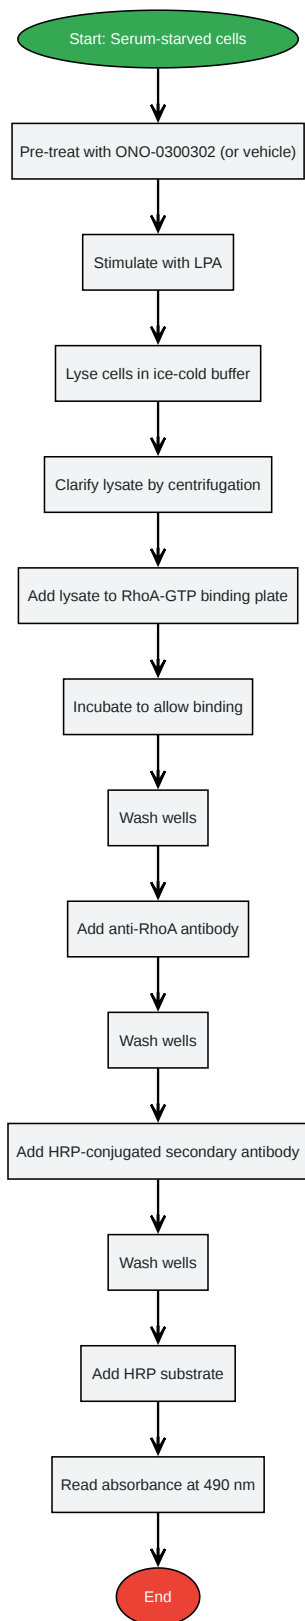 Start: Serum-starved cells
Pre-treat with ONO-0300302 (or vehicle)
Stimulate with LPA
Lyse cells in ice-cold buffer
Clarify lysate by centrifugation
Add lysate to RhoA-GTP binding plate
Incubate to allow binding
Wash wells
Add anti-RhoA antibody
Wash wells
Add HRP-conjugated secondary antibody
Wash wells
Add HRP substrate
Read absorbance at 490 nm
End